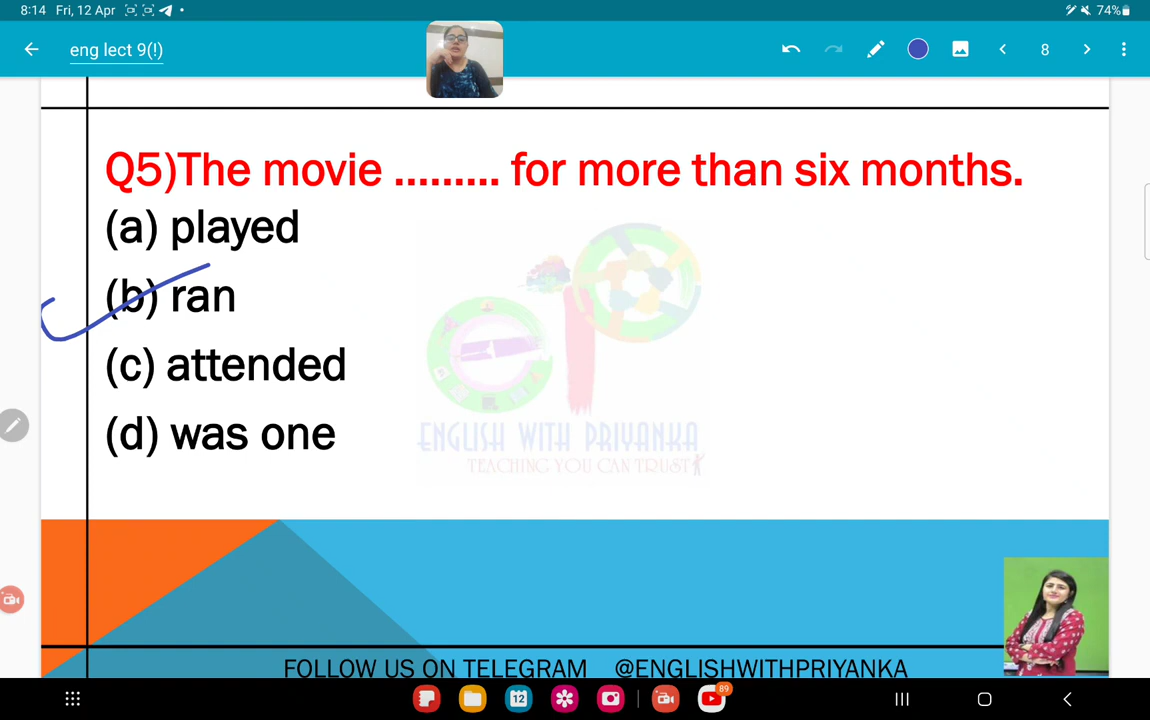 8:14 Fri, 12 Apr
74%
eng lect 9(!)
8
Q5)The movie ......... for more than six months.
(a) played
(b) ran
(c) attended
(d) was one
ENGLISH WITH PRIYANKA
TEACHING YOU CAN TRUST
FOLLOW US ON TELEGRAM @ENGLISHWITHPRIYANKA
12
89